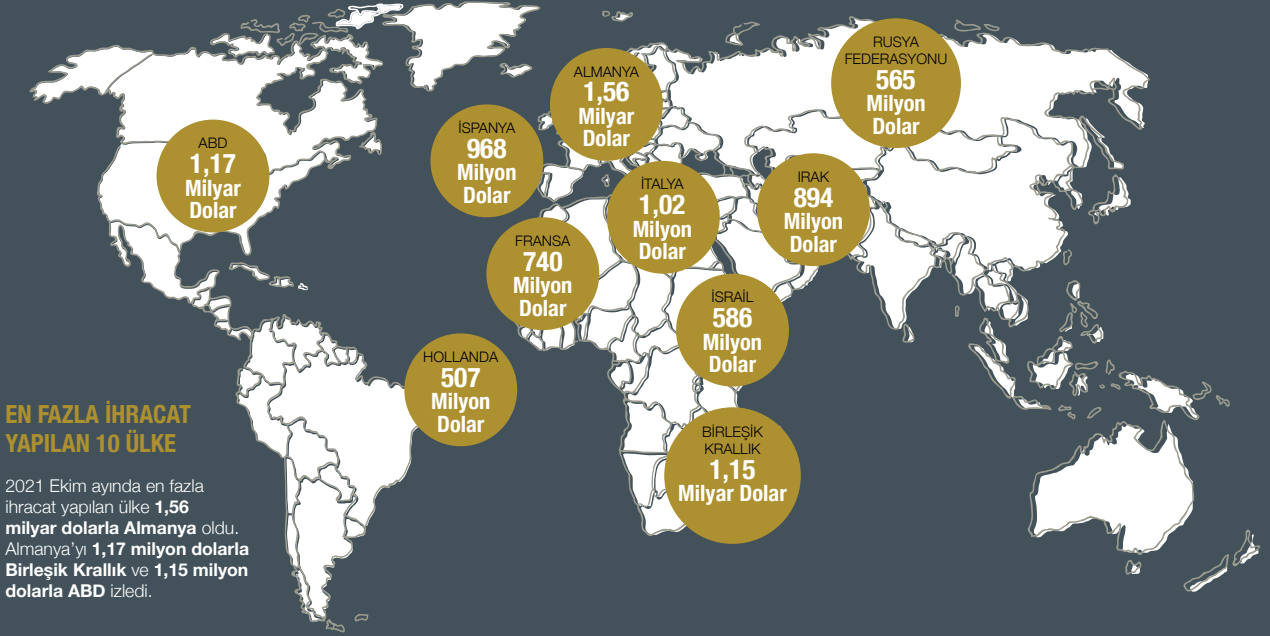 RUSYA
FEDERASYONU
565
Milyon
Dolar
ALMANYA
1,56
Milyar
Dolar
İSPANYA
968
Milyon
Dolar
ABD
1,17
Milyar
Dolar
İTALYA
1,02
Milyon
Dolar
IRAK
894
Milyon
Dolar
FRANSA
740
Milyon
Dolar
İSRAİL
586
Milyon
Dolar
HOLLANDA
507
Milyon
Dolar
BİRLEŞİK
KRALLIK
1,15
Milyar Dolar
EN FAZLA İHRACAT
YAPILAN 10 ÜLKE
2021 Ekim ayında en fazla
ihracat yapılan ülke 1,56
milyar dolarla Almanya oldu.
Almanya’yı 1,17 milyon dolarla
Birleşik Krallık ve 1,15 milyon
dolarla ABD izledi.